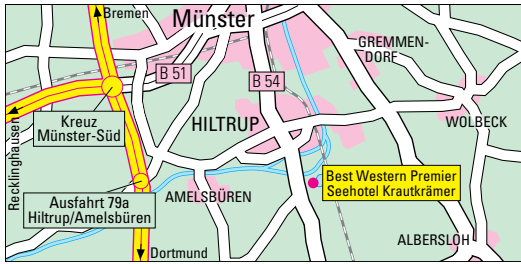 Bremen
Münster
GREMMEN-
DORF
B 51
B 54
Recklinghausen
Kreuz
Münster-Süd
HILTRUP
WOLBECK
Best Western Premier
Seehotel Krautkrämer
Ausfahrt 79a
Hiltrup/Amelsbüren
AMELSBÜREN
ALBERSLOH
Dortmund